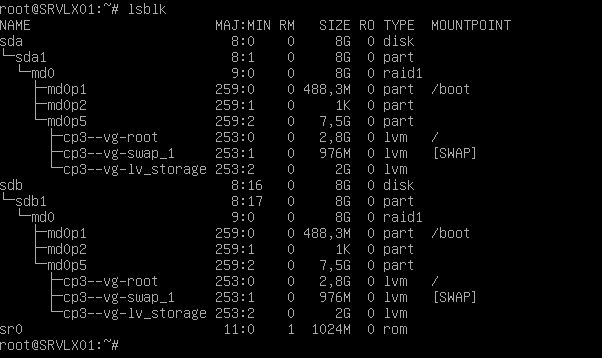 root@SRVLX01:~# lsblk
NAME                        MAJ:MIN RM   SIZE RO TYPE  MOUNTPOINT
sda                           8:0    0     8G  0 disk
└─sda1                        8:1    0     8G  0 part
  └─md0                       9:0    0     8G  0 raid1
    ├─md0p1                 259:0    0 488,3M  0 part  /boot
    ├─md0p2                 259:1    0     1K  0 part
    └─md0p5                 259:2    0   7,5G  0 part
      ├─cp3--vg-root        253:0    0   2,8G  0 lvm   /
      ├─cp3--vg-swap_1      253:1    0   976M  0 lvm   [SWAP]
      └─cp3--vg-lv_storage  253:2    0     2G  0 lvm
sdb                           8:16   0     8G  0 disk
└─sdb1                        8:17   0     8G  0 part
  └─md0                       9:0    0     8G  0 raid1
    ├─md0p1                 259:0    0 488,3M  0 part  /boot
    ├─md0p2                 259:1    0     1K  0 part
    └─md0p5                 259:2    0   7,5G  0 part
      ├─cp3--vg-root        253:0    0   2,8G  0 lvm   /
      ├─cp3--vg-swap_1      253:1    0   976M  0 lvm   [SWAP]
      └─cp3--vg-lv_storage  253:2    0     2G  0 lvm
sr0                          11:0    1  1024M  0 rom
root@SRVLX01:~#